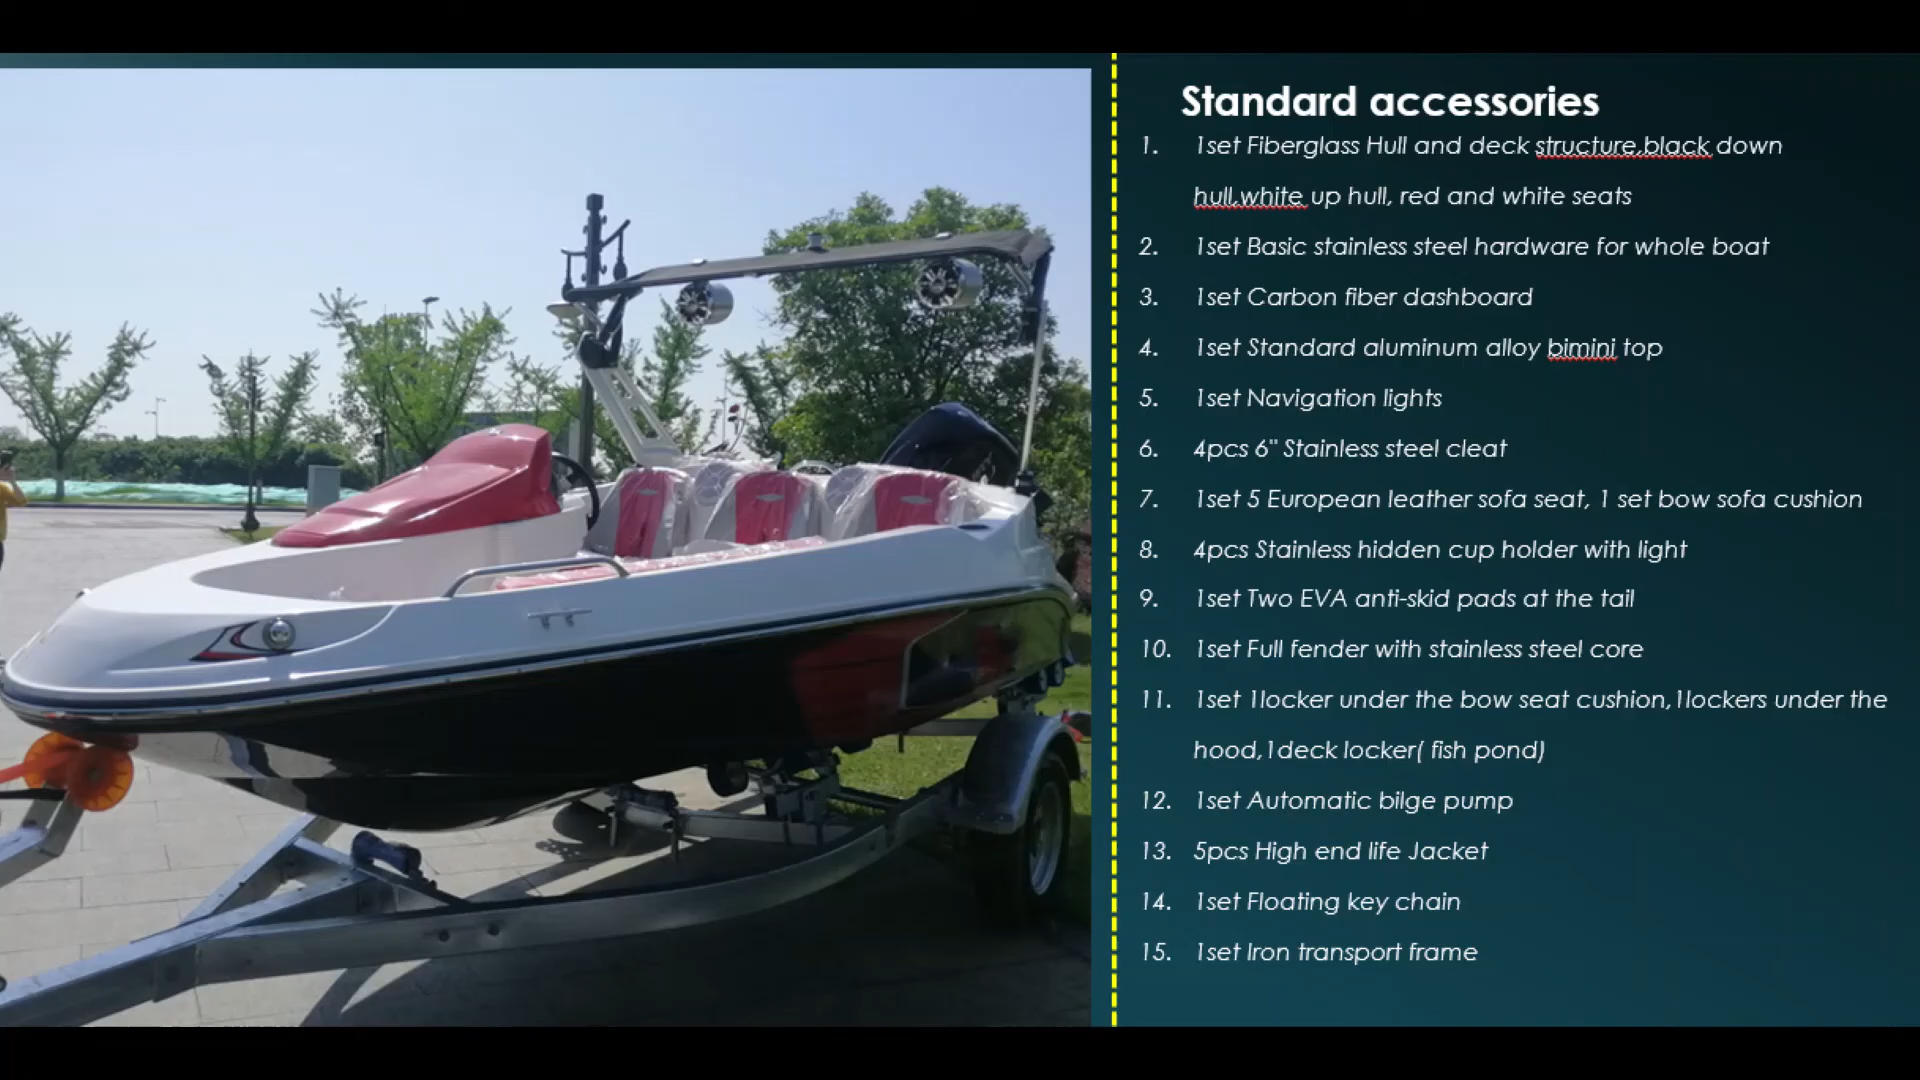 Standard accessories
1. 1set Fiberglass Hull and deck structure,black down
hull,white up hull, red and white seats
2. 1set Basic stainless steel hardware for whole boat
3. 1set Carbon fiber dashboard
4. 1set Standard aluminum alloy bimini top
5. 1set Navigation lights
6. 4pcs 6" Stainless steel cleat
7. 1set 5 European leather sofa seat, 1 set bow sofa cushion
8. 4pcs Stainless hidden cup holder with light
9. 1set Two EVA anti-skid pads at the tail
10. 1set Full fender with stainless steel core
11. 1set 1locker under the bow seat cushion,1lockers under the
hood,1deck locker( fish pond)
12. 1set Automatic bilge pump
13. 5pcs High end life Jacket
14. 1set Floating key chain
15. 1set Iron transport frame